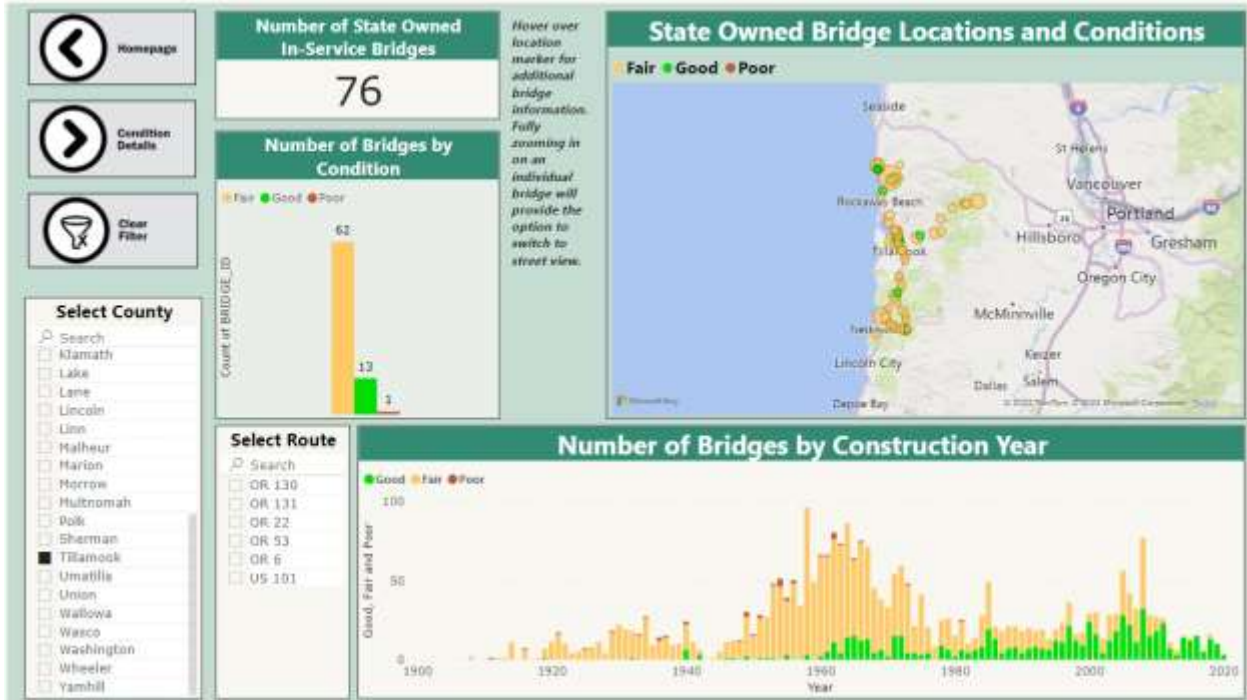 Homepage
Condition
Details
Clear
Filter
Number of State Owned
In-Service Bridges
76
Hover over
location
marker for
additional
bridge
information.
Fully
zooming in
on an
individual
bridge will
provide the
option to
switch to
street view.
State Owned Bridge Locations and Conditions
Fair Good Poor
Seaside
St Helens
Vancouver
Rockaway Beach
Portland
26
Hillsboro
Gresham
Tillamook
Oregon City
McMinnville
Neskowin
Keizer
Lincoln City
Dallas
Salem
Depoe Bay
Number of Bridges by
Condition
Fair Good Poor
62
13
1
Count of BRIDGE_ID
Select County
Search
Klamath
Lake
Lane
Lincoln
Linn
Malheur
Marion
Morrow
Multnomah
Polk
Sherman
Tillamook
Umatilla
Union
Wallowa
Wasco
Washington
Wheeler
Yamhill
Select Route
Search
OR 130
OR 131
OR 22
OR 53
OR 6
US 101
Number of Bridges by Construction Year
Good Fair Poor
Good, Fair and Poor
100
50
0
1900
1920
1940
1960
1980
2000
2020
Year